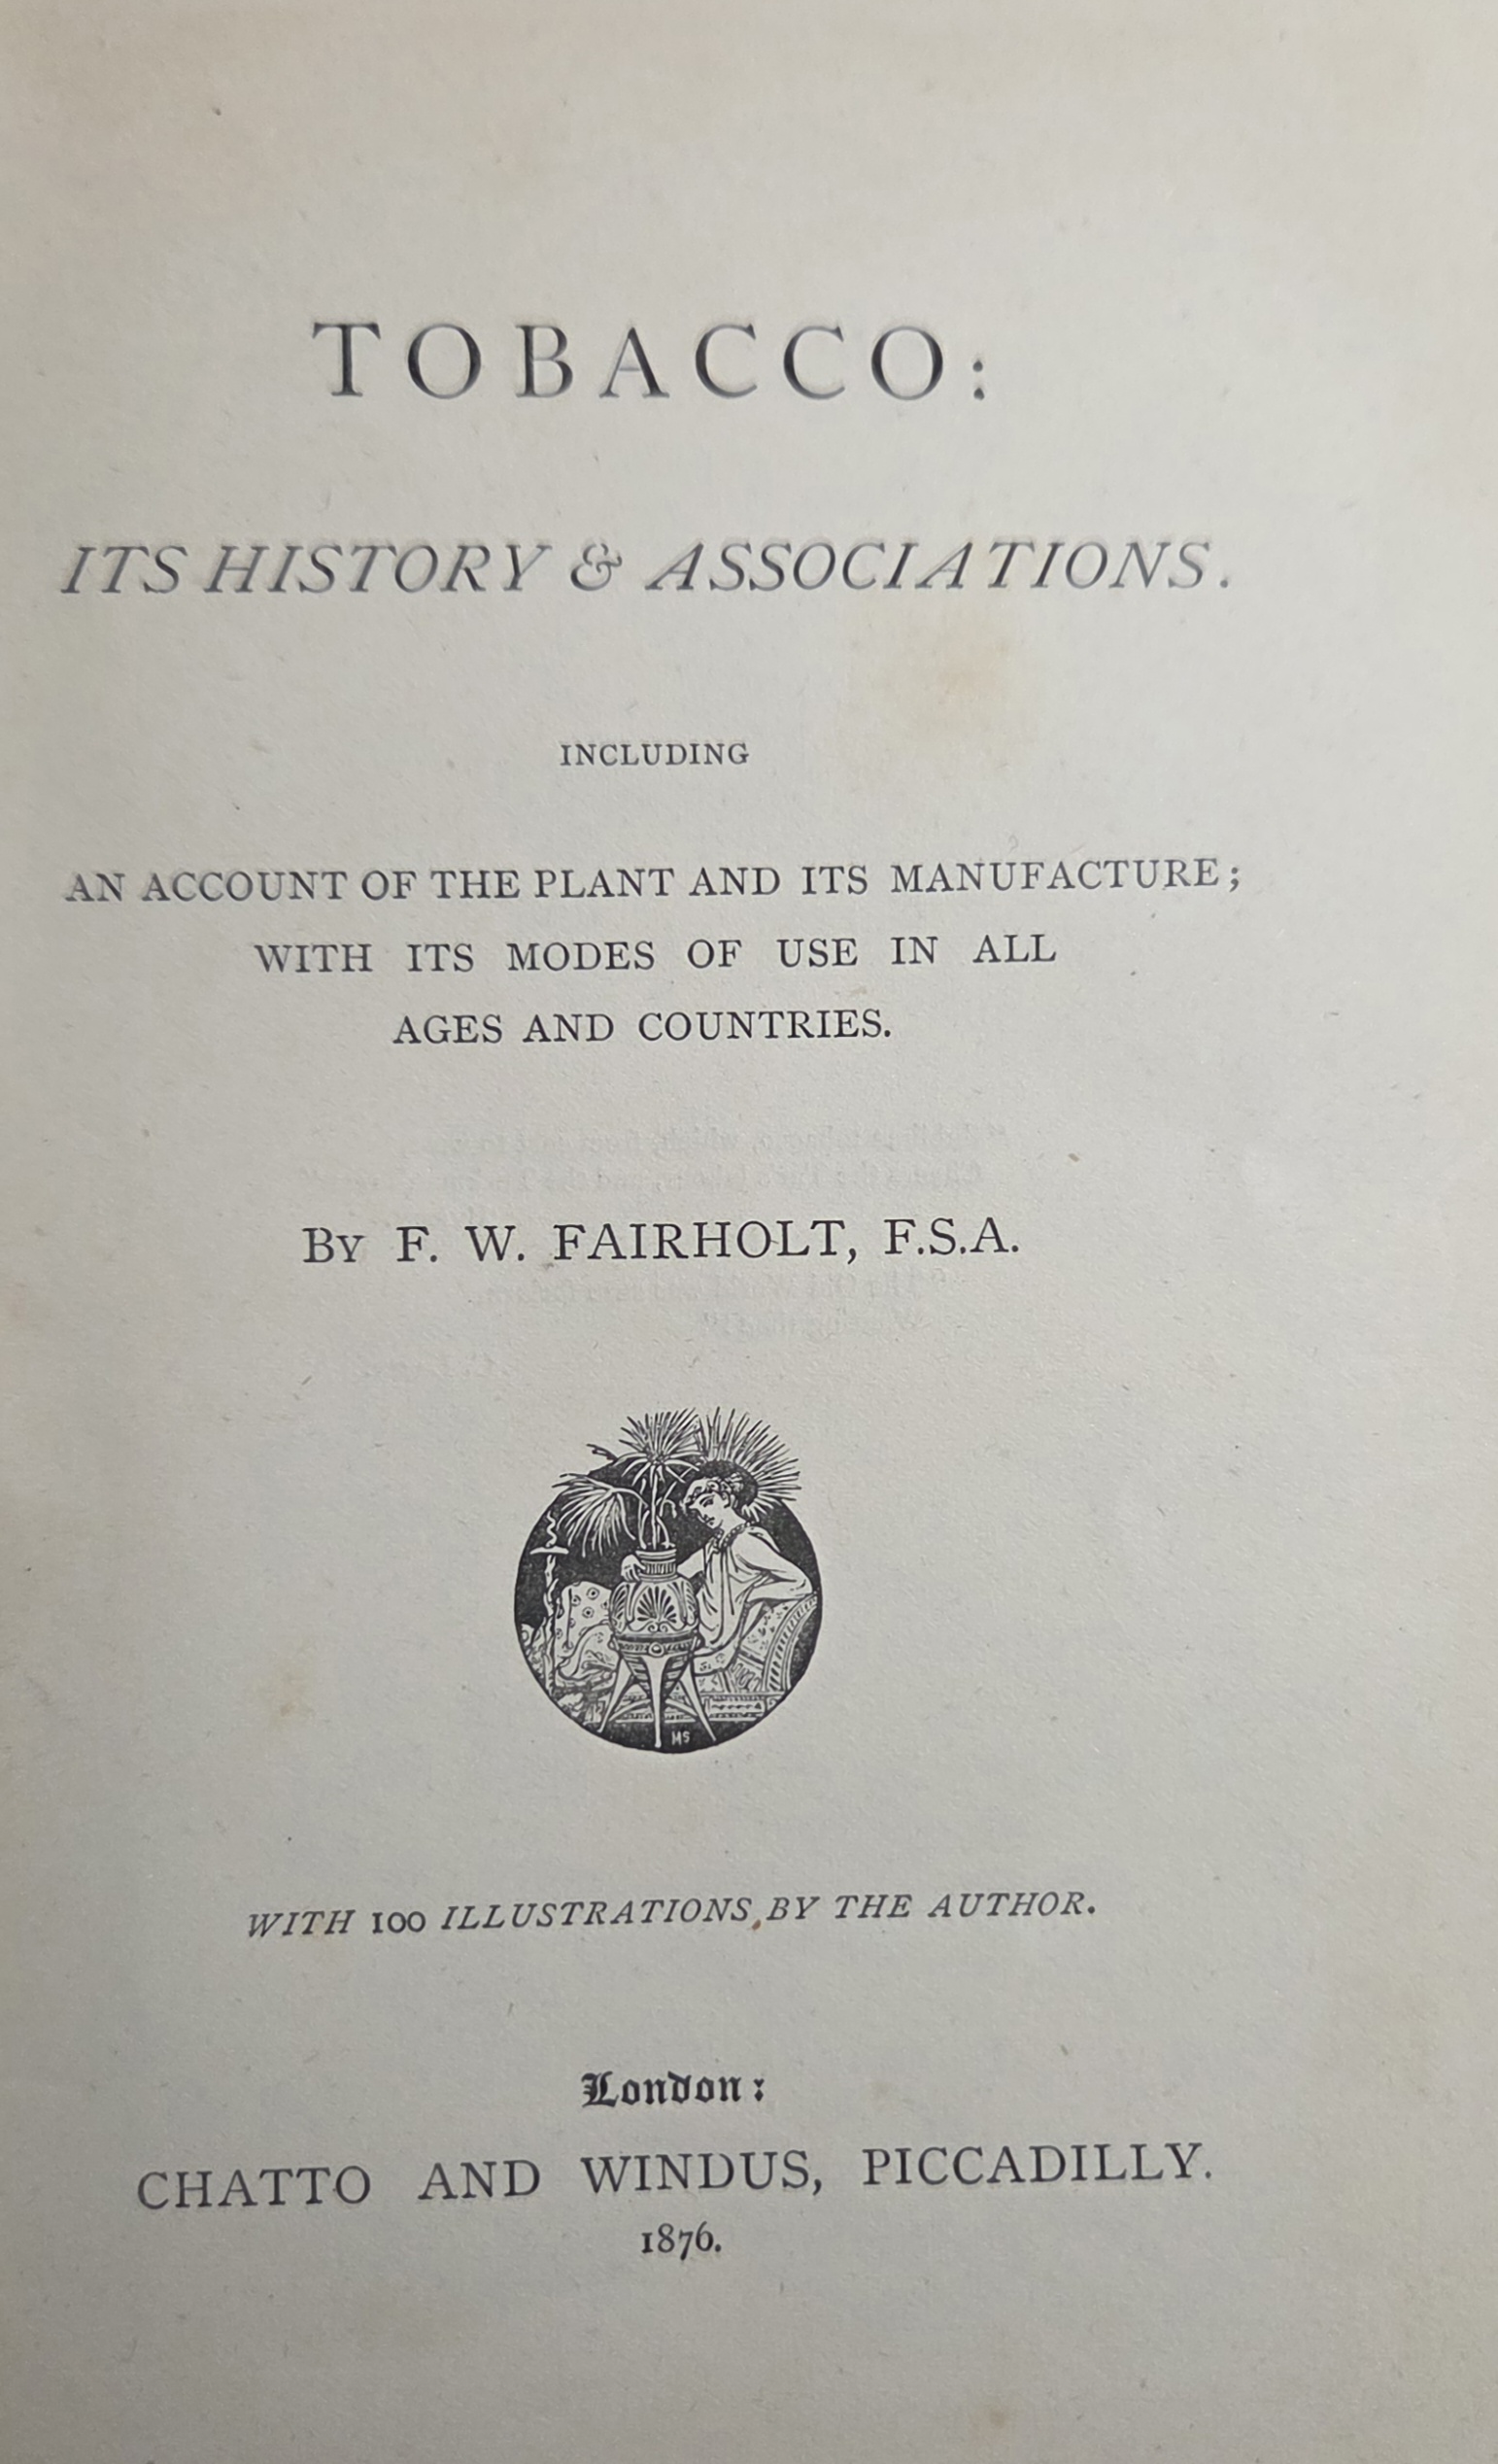 TOBACCO:
ITS HISTORY & ASSOCIATIONS.
INCLUDING
AN ACCOUNT OF THE PLANT AND ITS MANUFACTURE;
WITH ITS MODES OF USE IN ALL
AGES AND COUNTRIES.
By F. W. FAIRHOLT, F.S.A.
MS
WITH 100 ILLUSTRATIONS BY THE AUTHOR.
London:
CHATTO AND WINDUS, PICCADILLY.
1876.